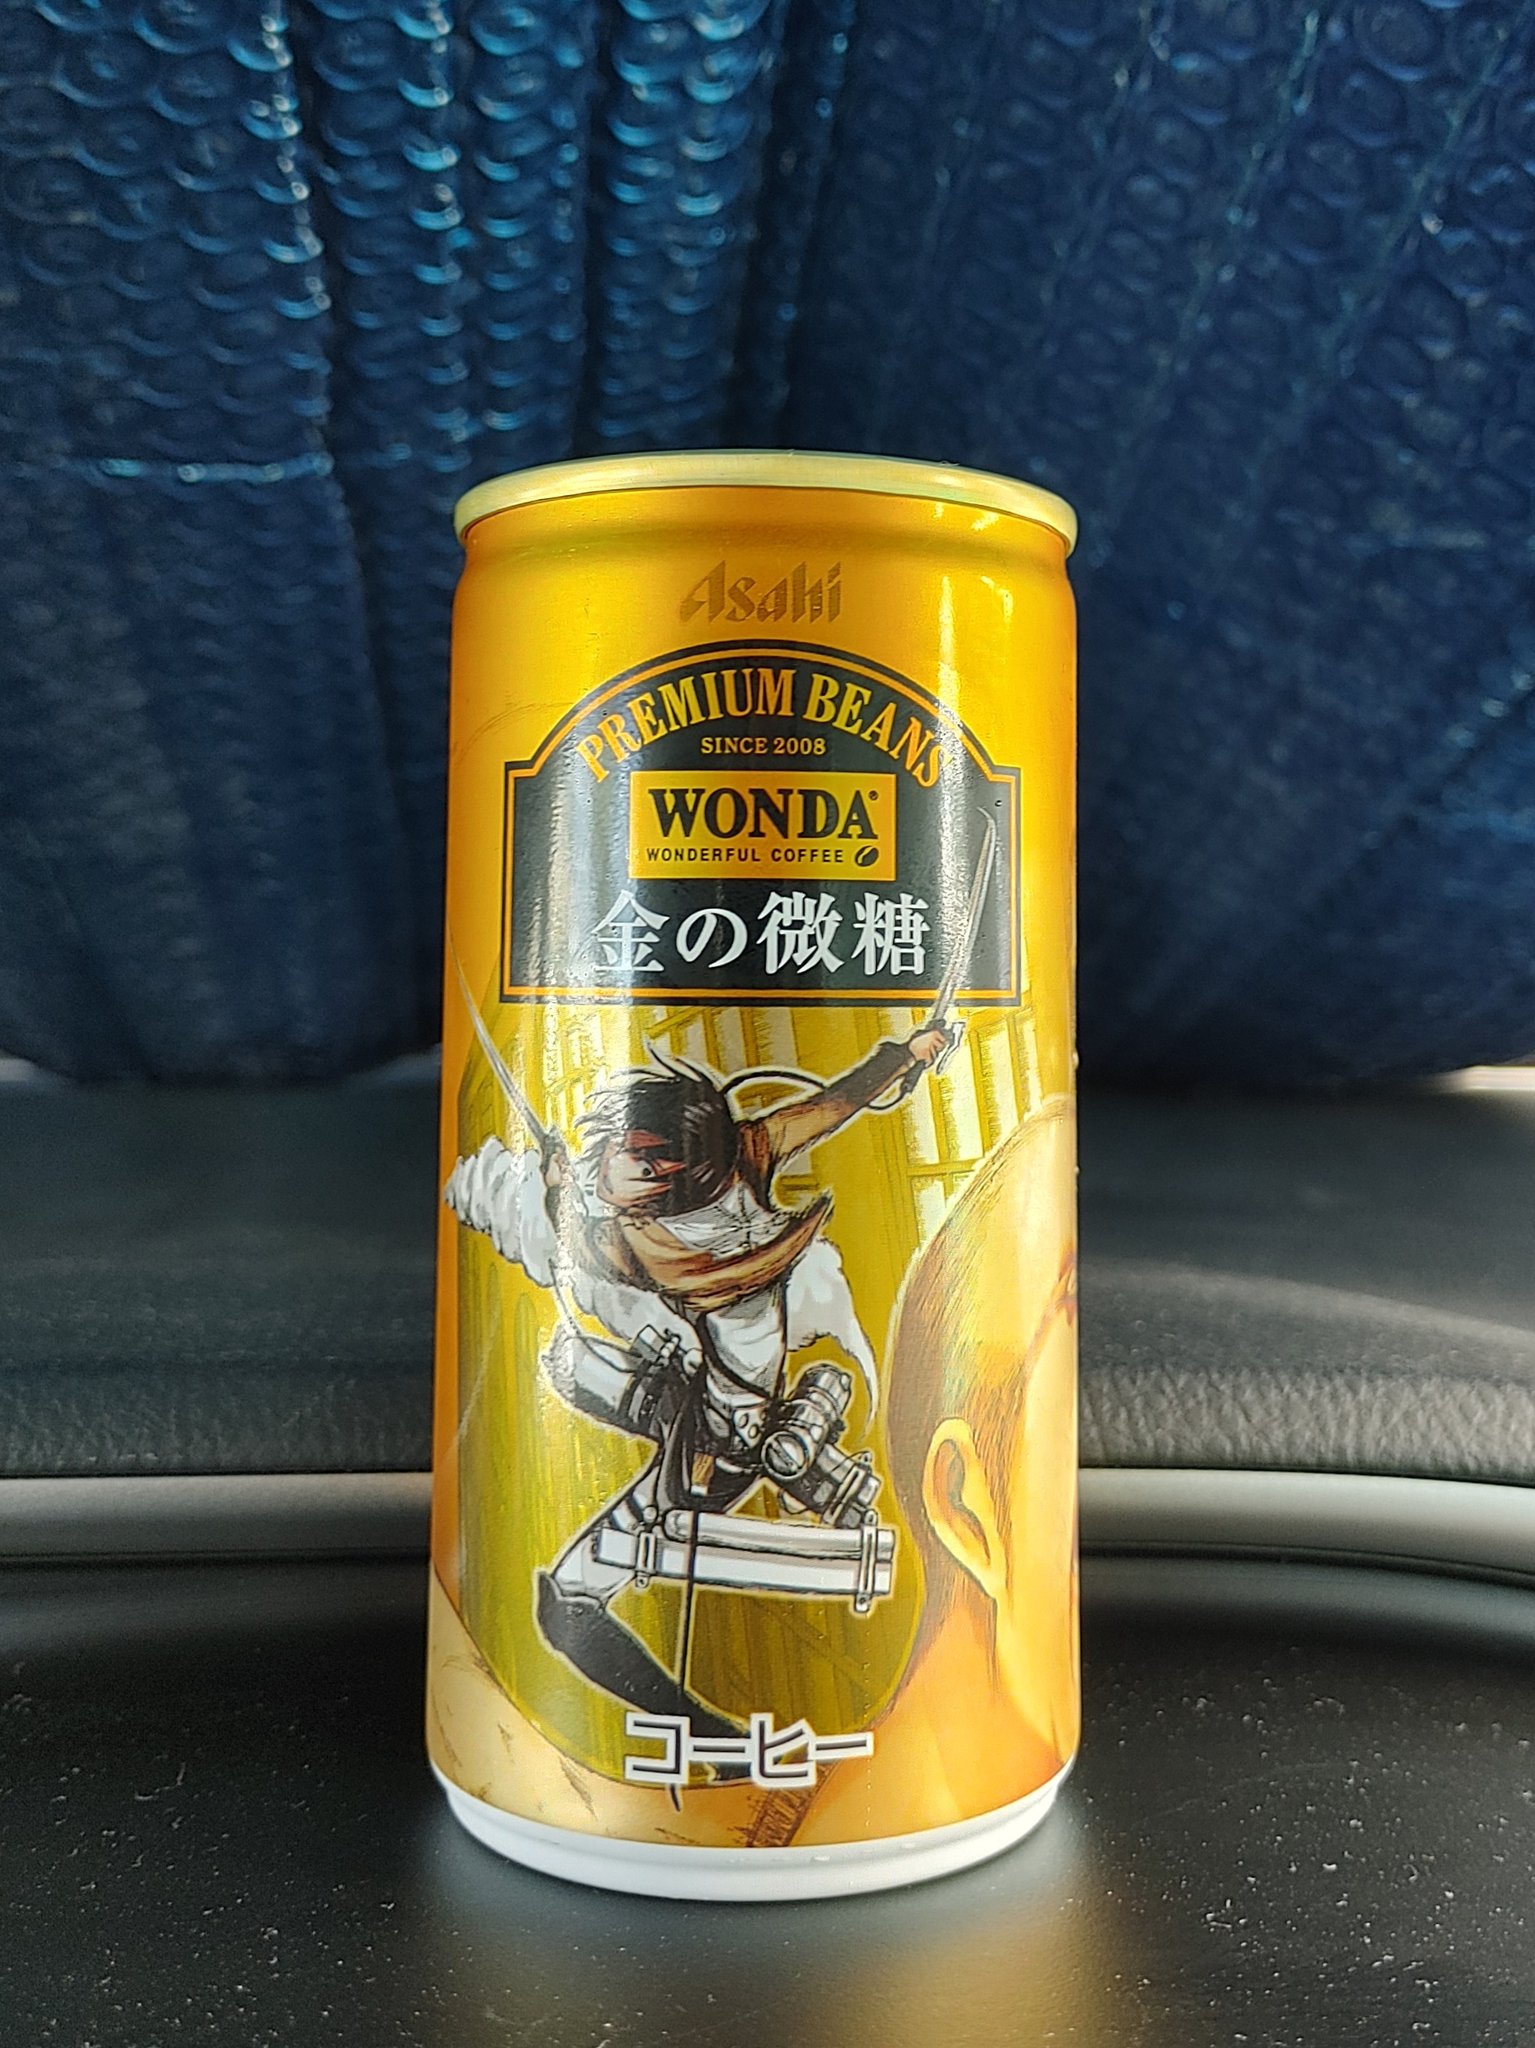 Asahi
PREMIUM BEANS
SINCE 2008
WONDA®
WONDERFUL COFFEE
金の微糖
コーヒー